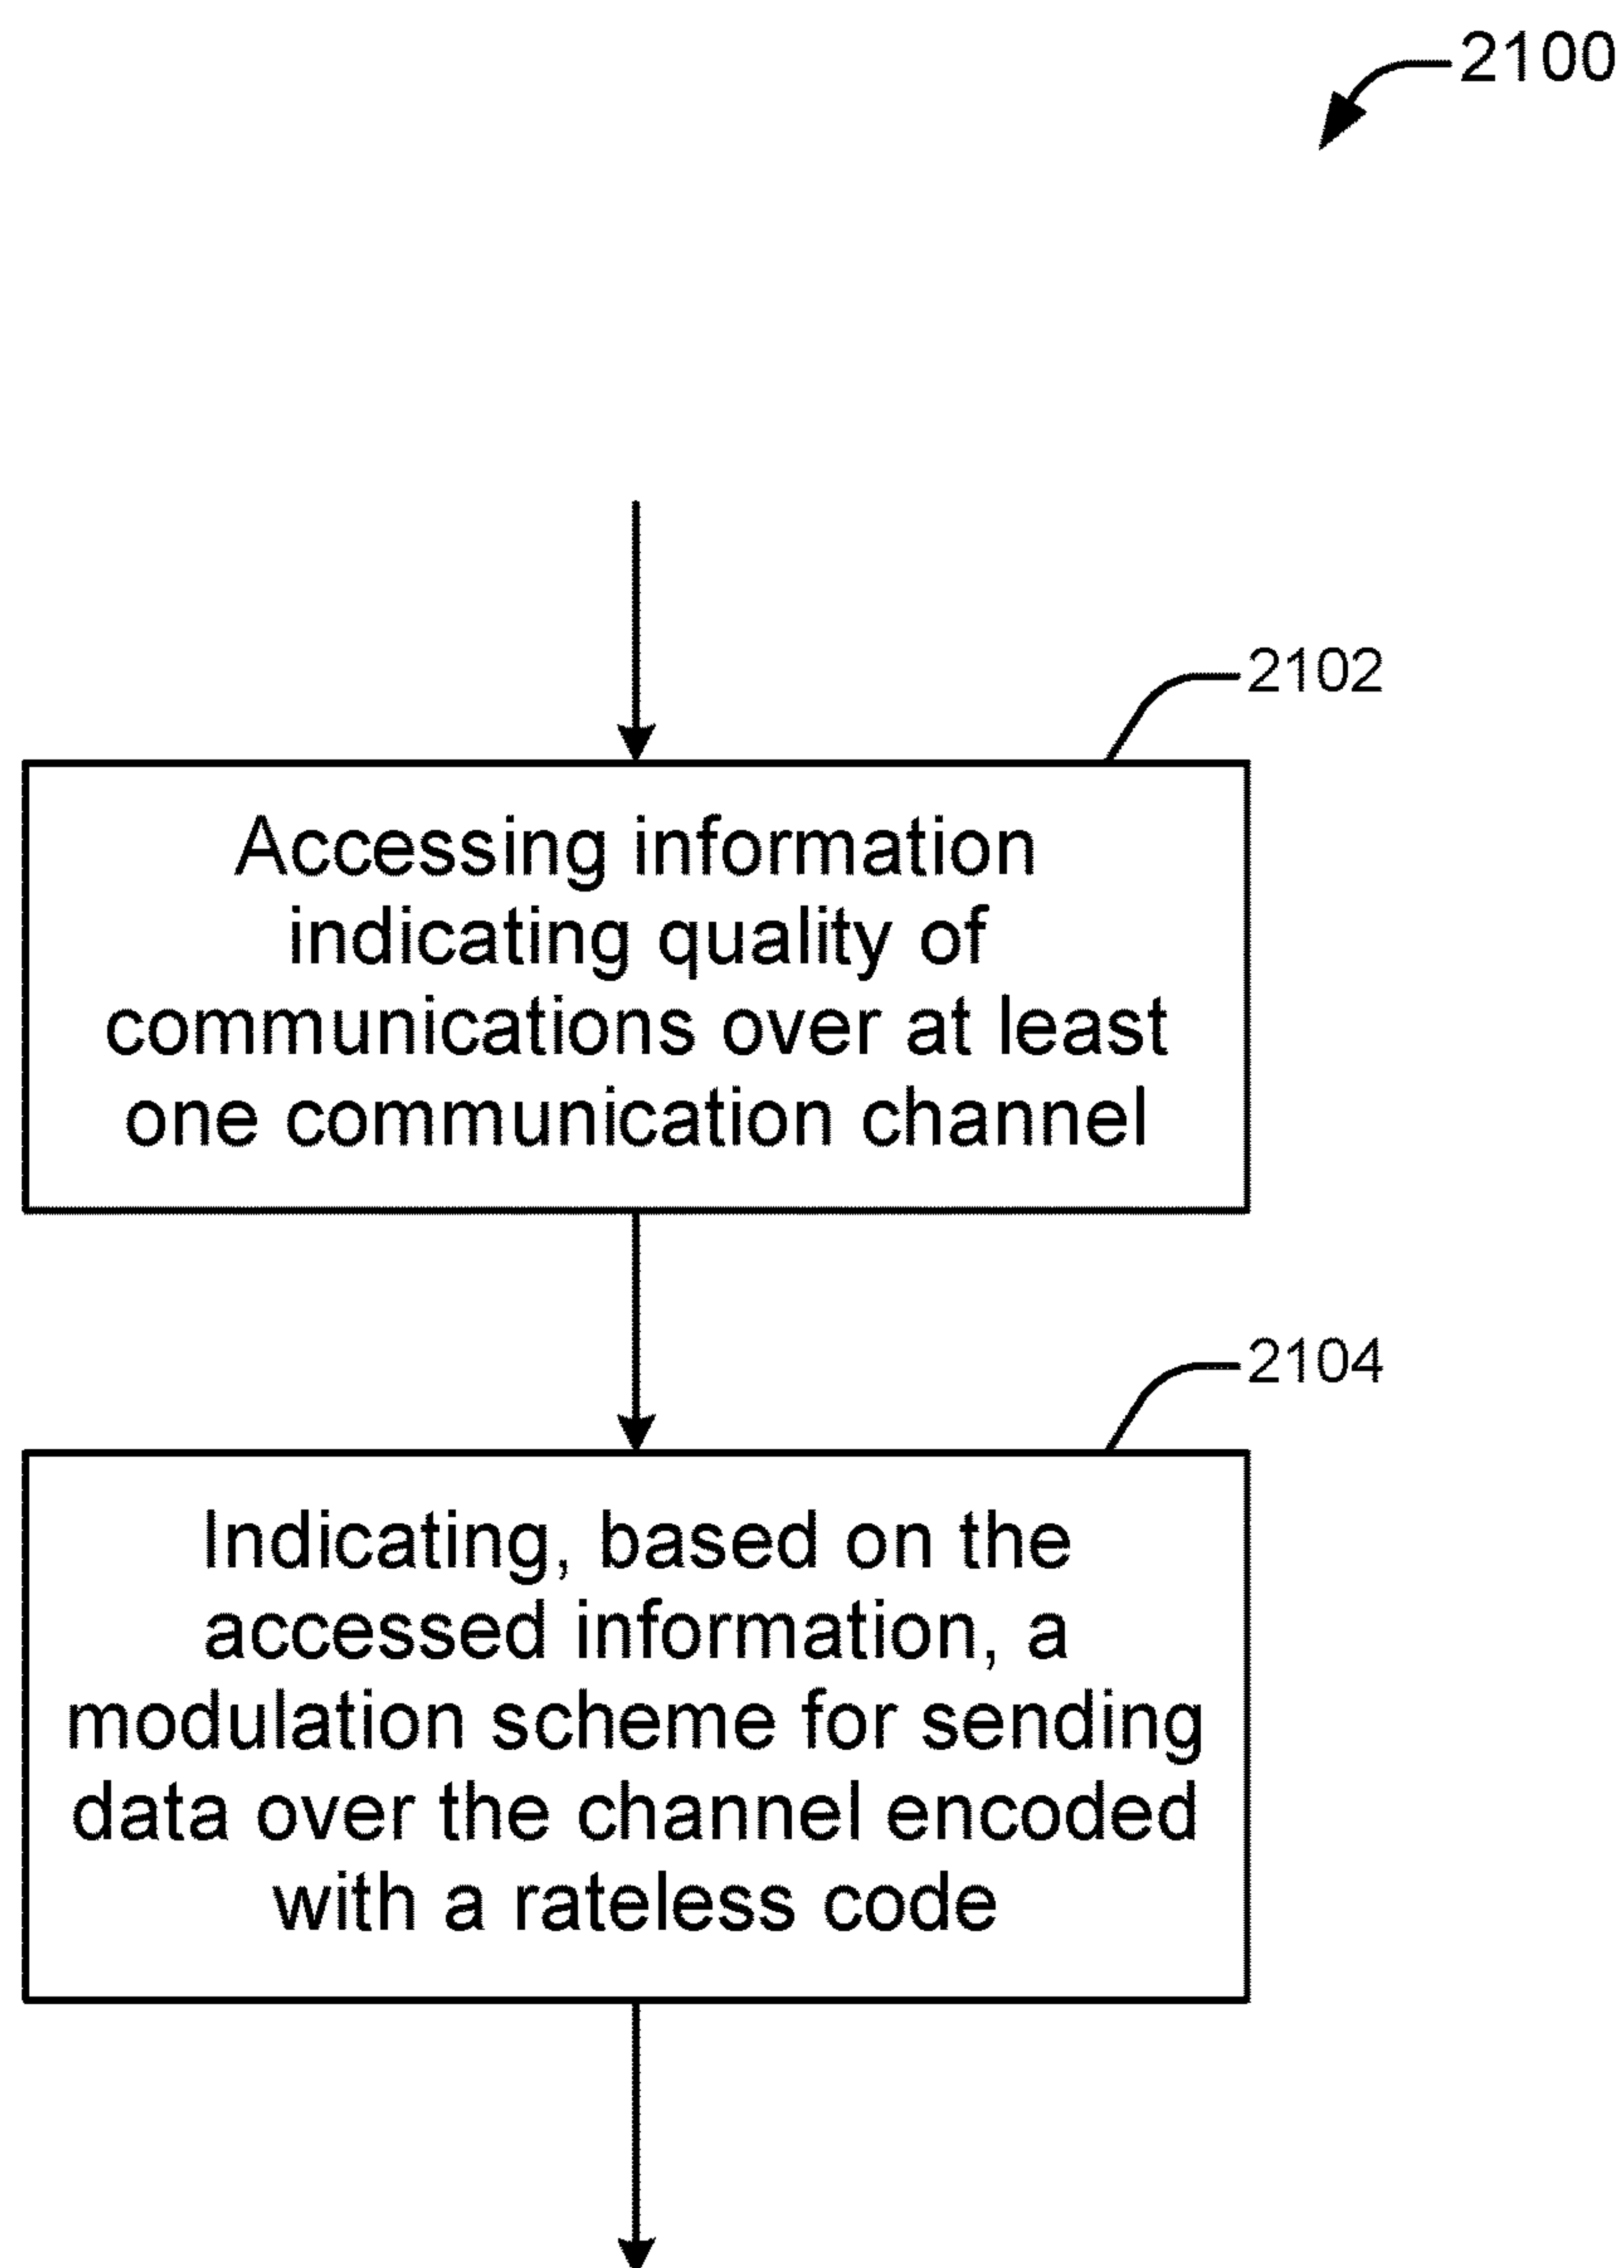 2100
2102
Accessing information
indicating quality of
communications over at least
one communication channel
2104
Indicating, based on the
accessed information, a
modulation scheme for sending
data over the channel encoded
with a rateless code